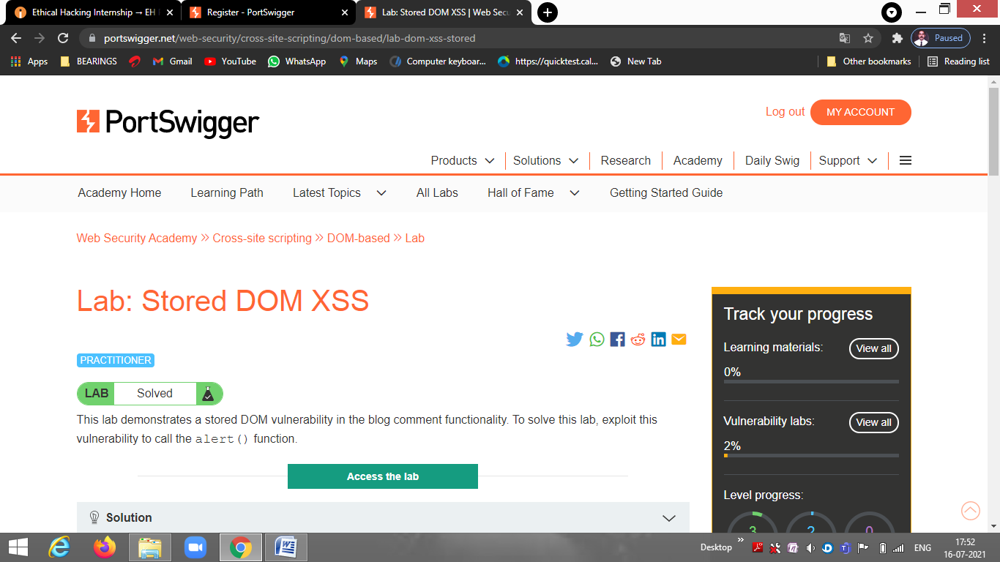 Ethical Hacking Internship → EH
Register - PortSwigger
Lab: Stored DOM XSS | Web Secu
portswigger.net/web-security/cross-site-scripting/dom-based/lab-dom-xss-stored
Paused
Apps
BEARINGS
Gmail
YouTube
WhatsApp
Maps
Computer keyboar...
https://quicktest.cal...
New Tab
Other bookmarks
Reading list
PortSwigger
Log out
MY ACCOUNT
Products
Solutions
Research
Academy
Daily Swig
Support
Academy Home
Learning Path
Latest Topics
All Labs
Hall of Fame
Getting Started Guide
Web Security Academy » Cross-site scripting » DOM-based » Lab
Lab: Stored DOM XSS
PRACTITIONER
LAB Solved
This lab demonstrates a stored DOM vulnerability in the blog comment functionality. To solve this lab, exploit this
vulnerability to call the alert() function.
Access the lab
Solution
Track your progress
Learning materials:
View all
0%
Vulnerability labs:
View all
2%
Level progress:
3
2
0
Desktop
ENG
17:52
16-07-2021